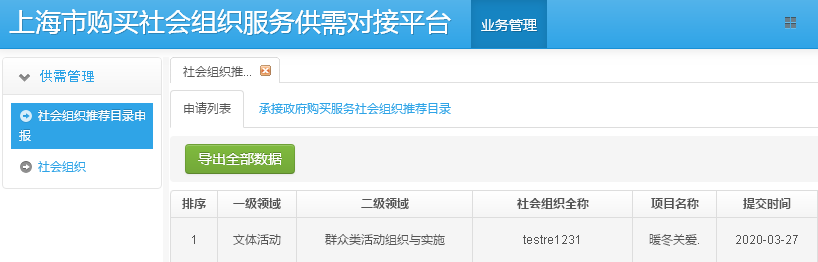 上海市购买社会组织服务供需对接平台 业务管理
供需管理
社会组织推荐目录申
报
社会组织
社会组织推...
申请列表 承接政府购买服务社会组织推荐目录
导出全部数据
排序 一级领域 二级领域 社会组织全称 项目名称 提交时间
1 文体活动 群众类活动组织与实施 testre1231 暖冬关爱. 2020-03-27